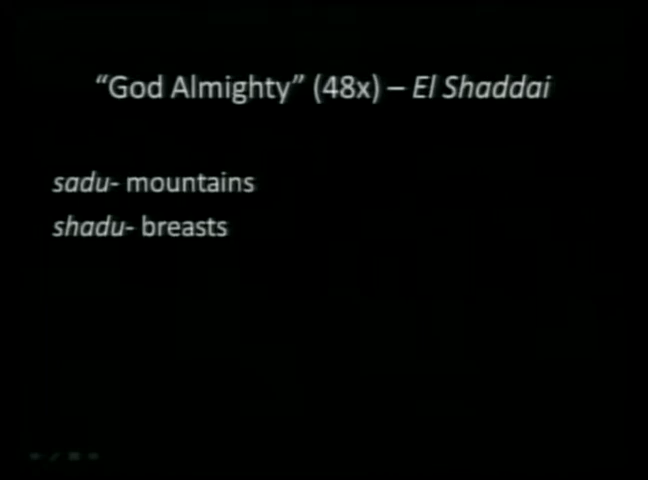 “God Almighty” (48x) – El Shaddai
sadu- mountains
shadu- breasts